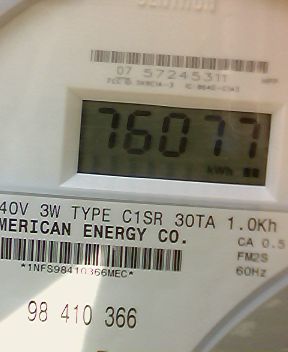 07 57245311
76077
kWh
40V 3W TYPE C1SR 30TA 1.0Kh
MERICAN ENERGY CO.
CA 0.5
*1NFS98410366MEC*
FM2S
60Hz
98 410 366